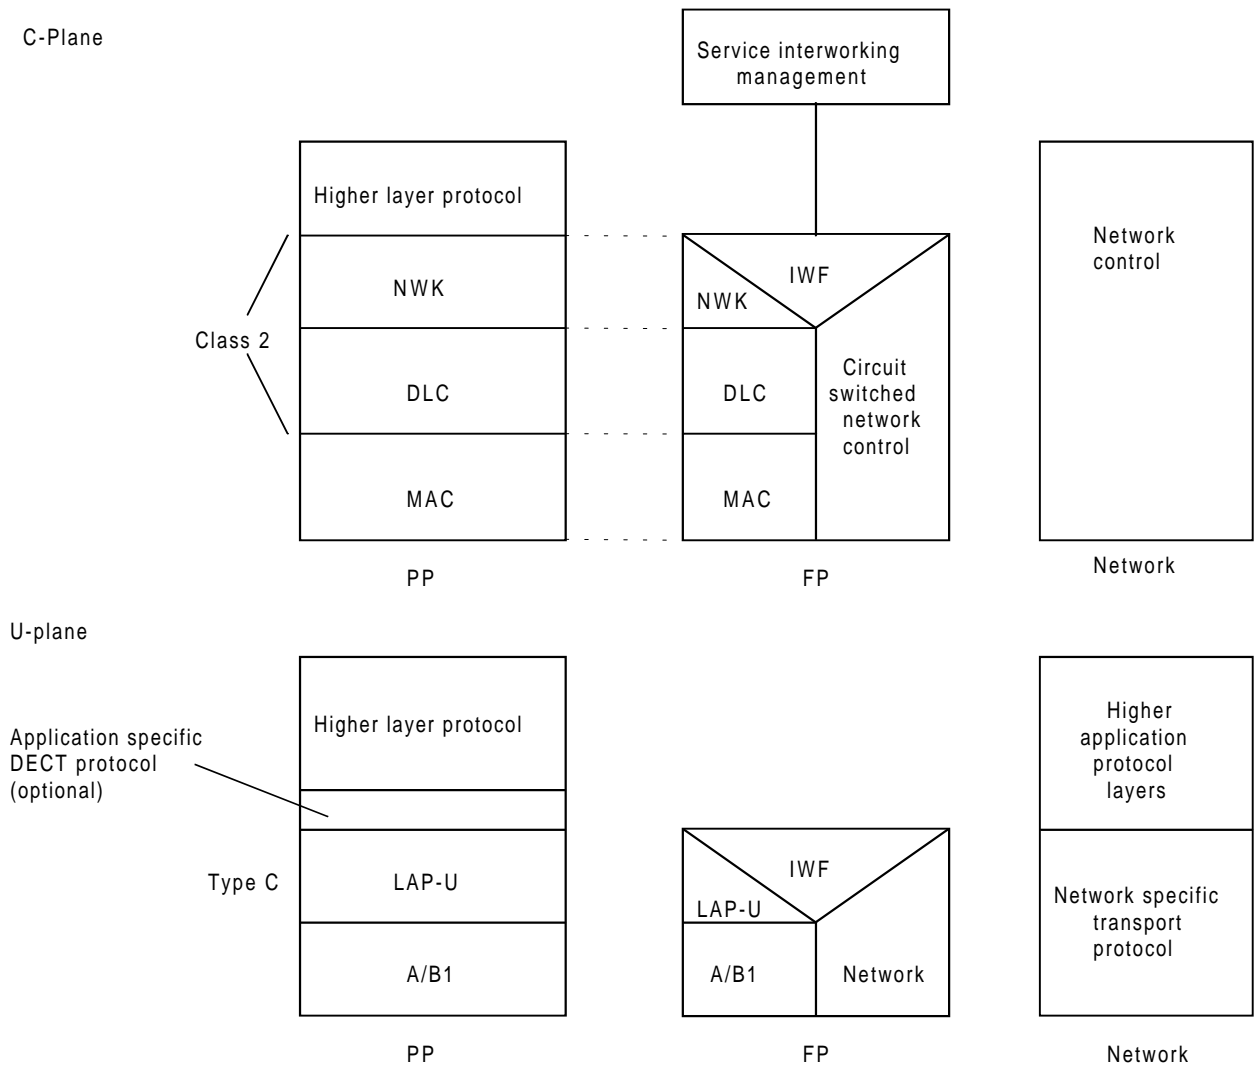 C-Plane
Service interworking
management
Higher layer protocol
Network
control
IWF
NWK
NWK
Class 2
Circuit
switched
network
control
DLC
DLC
MAC
MAC
PP
FP
Network
U-plane
Higher layer protocol
Higher
application
protocol
layers
Application specific
DECT protocol
(optional)
IWF
Type C
LAP-U
LAP-U
Network specific
transport
protocol
A/B1
A/B1
Network
PP
FP
Network